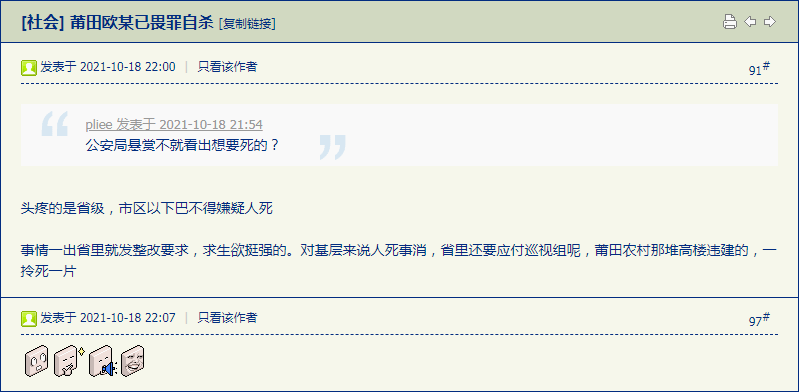 [社会] 莆田欧某已畏罪自杀 [复制链接]
发表于 2021-10-18 22:00 | 只看该作者 91#
pliee 发表于 2021-10-18 21:54
公安局悬赏不就看出想要死的？
头疼的是省级，市区以下巴不得嫌疑人死
事情一出省里就发整改要求，求生欲挺强的。对基层来说人死事消，省里还要应付巡视组呢，莆田农村那堆高楼违建的，一
拎死一片
发表于 2021-10-18 22:07 | 只看该作者 97#